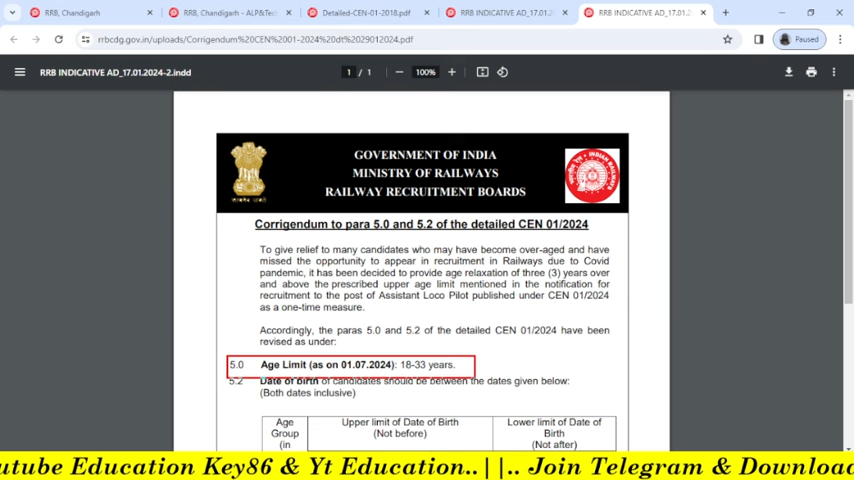 RRB, Chandigarh
RRB, Chandigarh - ALP&Tech
Detailed-CEN-01-2018.pdf
RRB INDICATIVE AD_17.01.20
RRB INDICATIVE AD_17.01.20
rrbcdg.gov.in/uploads/Corrigendum%20CEN%2001-2024%20dt%2029012024.pdf
Paused
RRB INDICATIVE AD_17.01.2024-2.indd
1 / 1
100%
GOVERNMENT OF INDIA
MINISTRY OF RAILWAYS
RAILWAY RECRUITMENT BOARDS
Corrigendum to para 5.0 and 5.2 of the detailed CEN 01/2024
To give relief to many candidates who may have become over-aged and have
missed the opportunity to appear in recruitment in Railways due to Covid
pandemic, it has been decided to provide age relaxation of three (3) years over
and above the prescribed upper age limit mentioned in the notification for
recruitment to the post of Assistant Loco Pilot published under CEN 01/2024
as a one-time measure.
Accordingly, the paras 5.0 and 5.2 of the detailed CEN 01/2024 have been
revised as under:
5.0 Age Limit (as on 01.07.2024): 18-33 years.
5.2 Date of birth of candidates should be between the dates given below:
(Both dates inclusive)
Age
Group
(in
Upper limit of Date of Birth
(Not before)
Lower limit of Date of
Birth
(Not after)
utube Education Key86 & Yt Education..||.. Join Telegram & Download